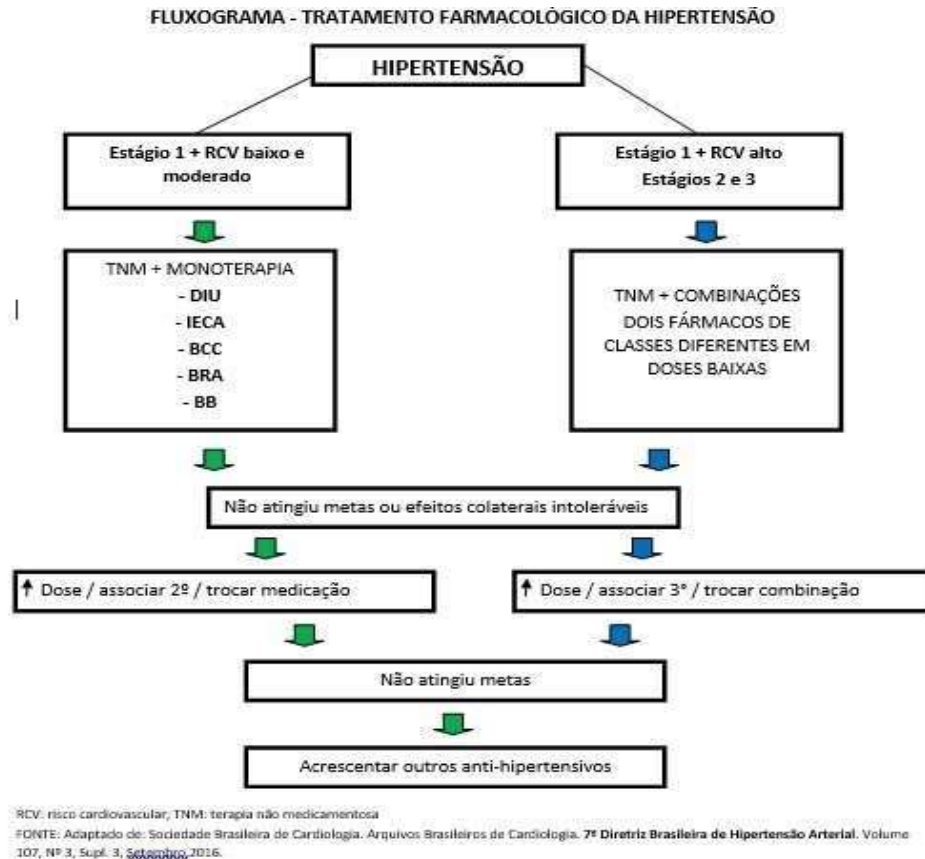 FLUXOGRAMA - TRATAMENTO FARMACOLÓGICO DA HIPERTENSÃO
HIPERTENSÃO
Estágio 1 + RCV baixo e
moderado
Estágio 1 + RCV alto
Estágios 2 e 3
TNM + MONOTERAPIA
- DIU
- IECA
- BCC
- BRA
- BB
TNM + COMBINAÇÕES
DOIS FÁRMACOS DE
CLASSES DIFERENTES EM
DOSES BAIXAS
Não atingiu metas ou efeitos colaterais intoleráveis
↑ Dose / associar 2º / trocar medicação
↑ Dose / associar 3° / trocar combinação
Não atingiu metas
Acrescentar outros anti-hipertensivos
RCV: risco cardiovascular; TNM: terapia não medicamentosa
FONTE: Adaptado de: Sociedade Brasileira de Cardiologia. Arquivos Brasileiros de Cardiologia. 7ª Diretriz Brasileira de Hipertensão Arterial. Volume
107, Nº 3, Supl. 3, Setembro 2016.